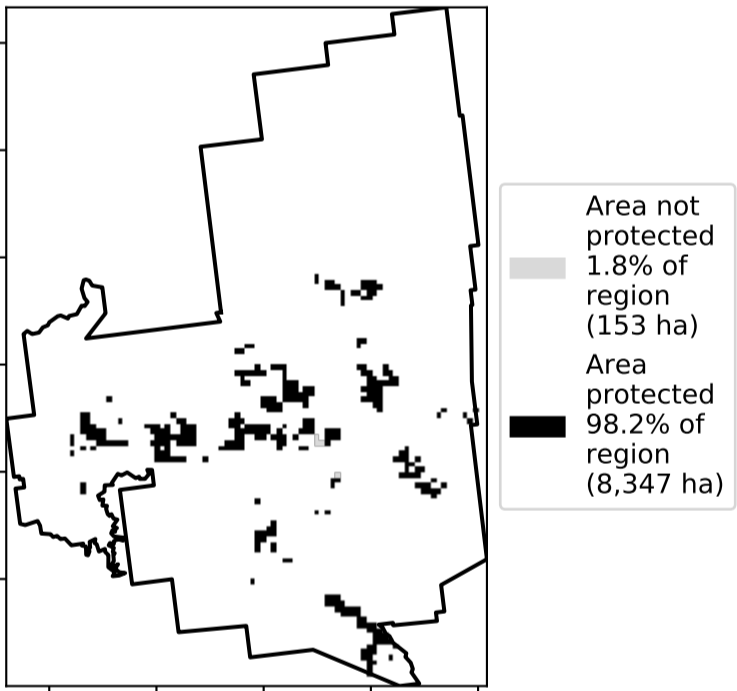 Area not
protected
1.8% of
region
(153 ha)
Area
protected
98.2% of
region
(8,347 ha)